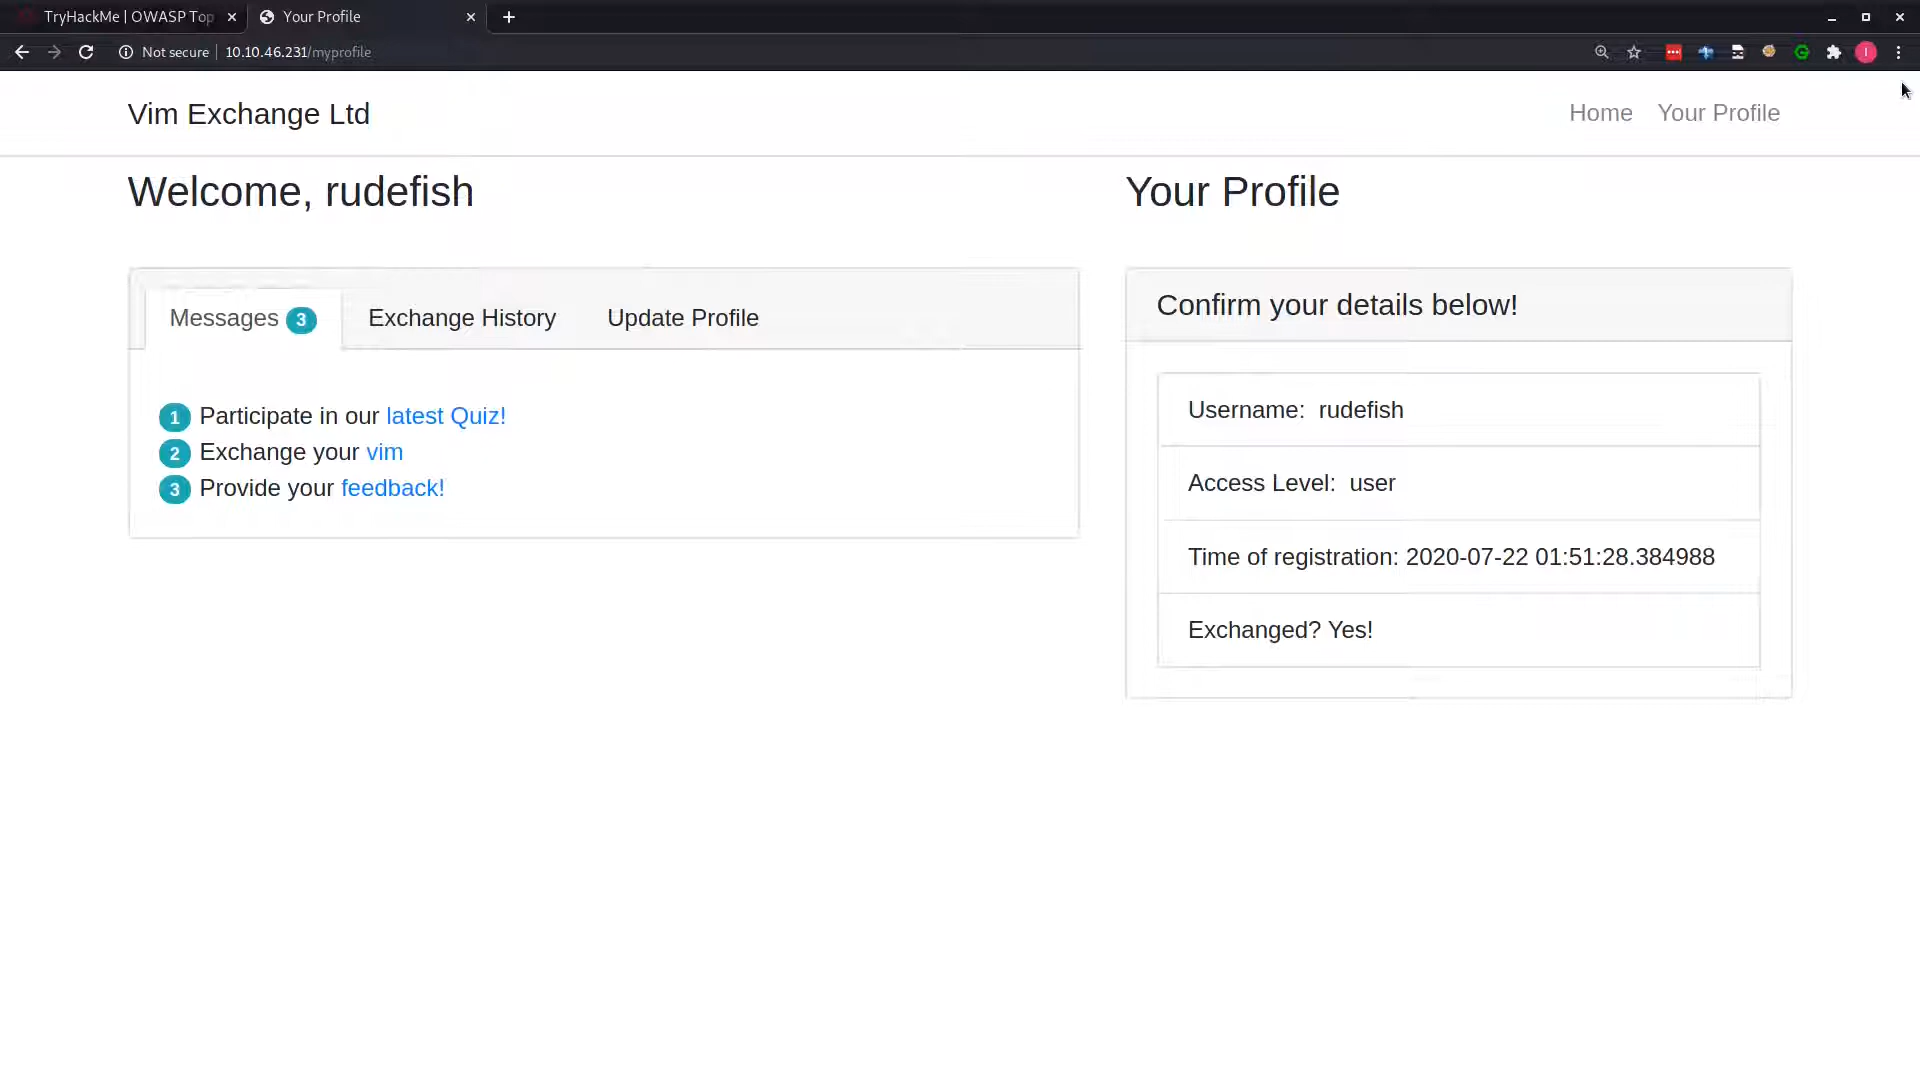 TryHackMe | OWASP Top
Your Profile
Not secure
10.10.46.231/myprofile
Vim Exchange Ltd
Home
Your Profile
Welcome, rudefish
Messages 3
Exchange History
Update Profile
1 Participate in our latest Quiz!
2 Exchange your vim
3 Provide your feedback!
Your Profile
Confirm your details below!
Username: rudefish
Access Level: user
Time of registration: 2020-07-22 01:51:28.384988
Exchanged? Yes!